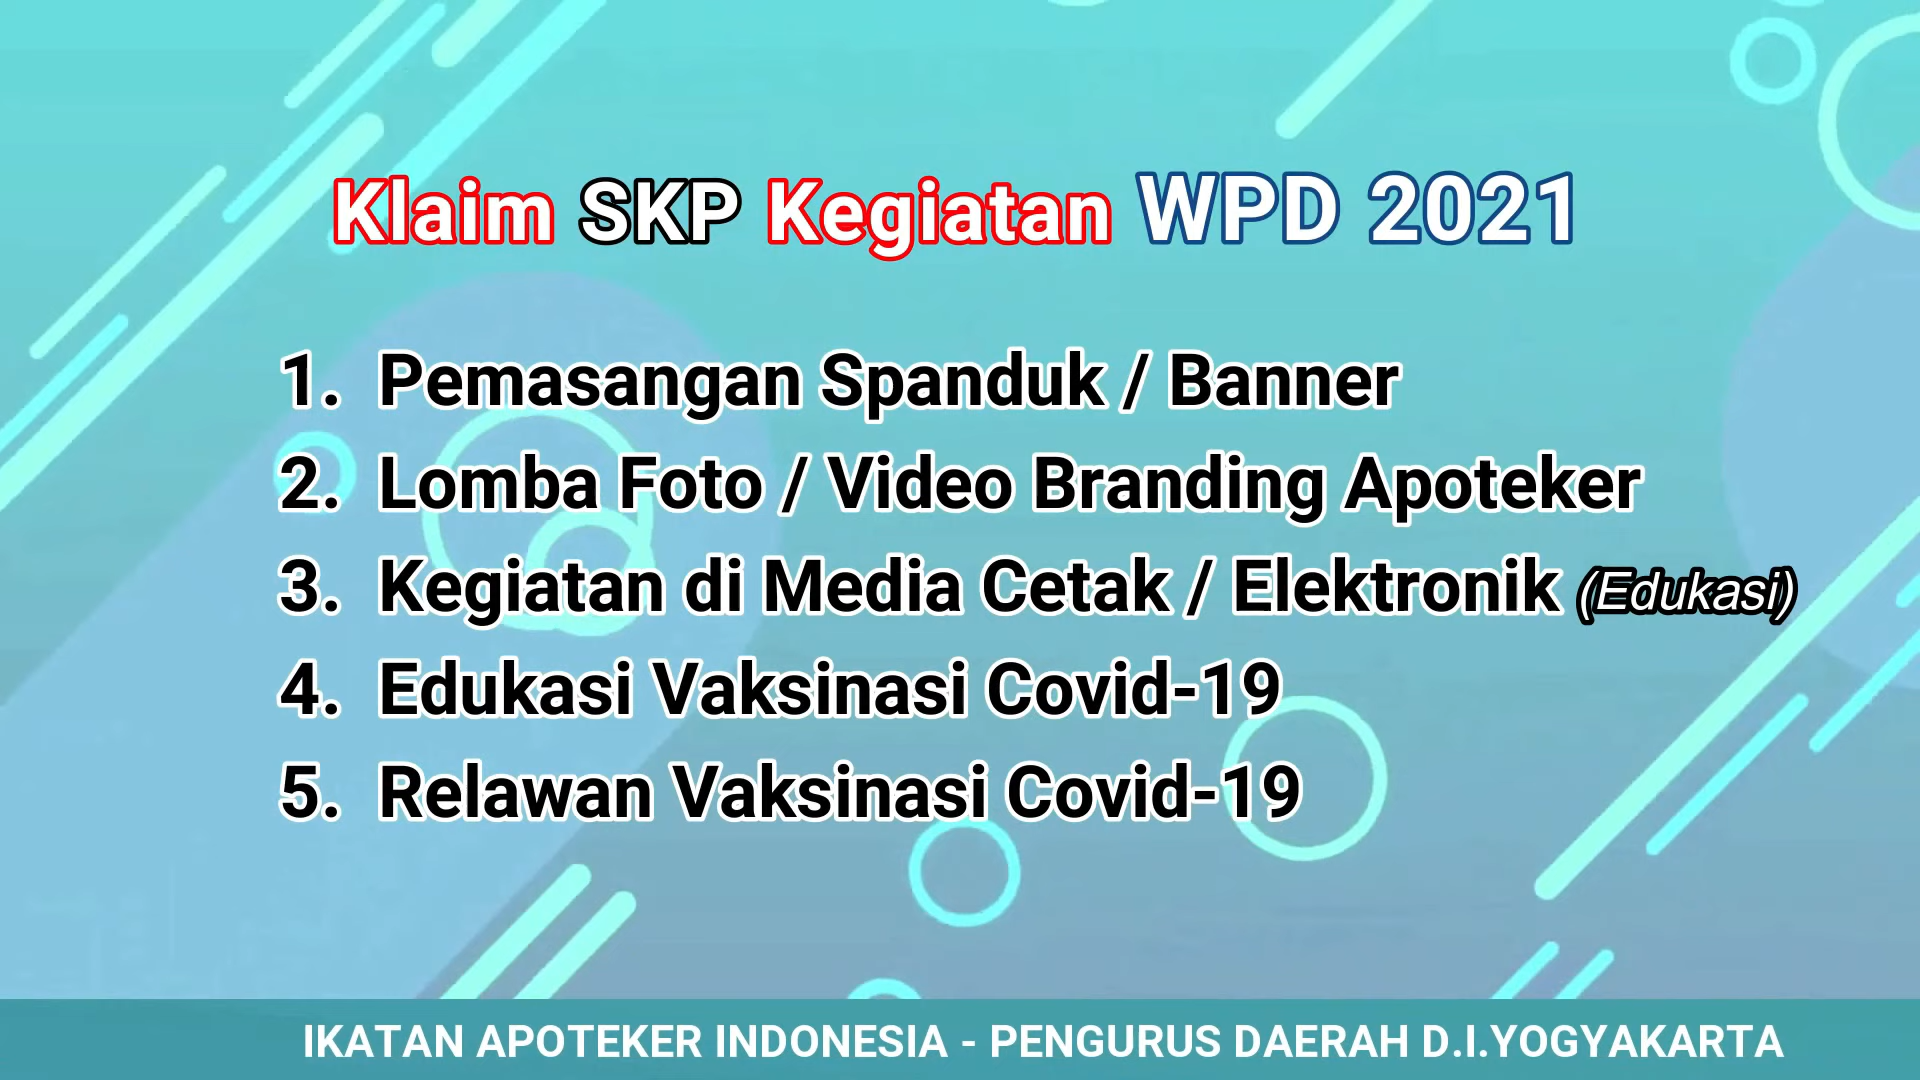 Klaim SKP Kegiatan WPD 2021
1. Pemasangan Spanduk / Banner
2. Lomba Foto / Video Branding Apoteker
3. Kegiatan di Media Cetak / Elektronik (Edukasi)
4. Edukasi Vaksinasi Covid-19
5. Relawan Vaksinasi Covid-19
IKATAN APOTEKER INDONESIA - PENGURUS DAERAH D.I.YOGYAKARTA